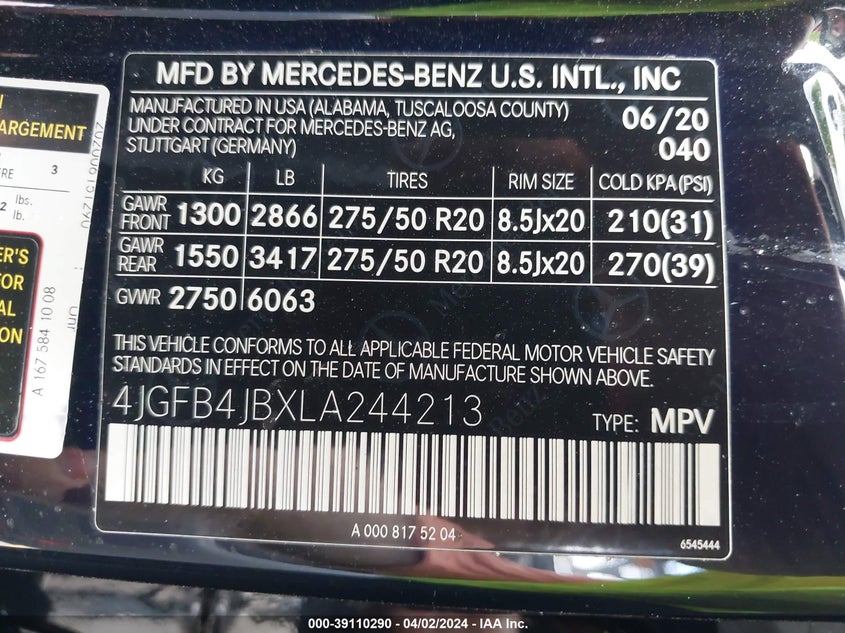 MFD BY MERCEDES-BENZ U.S. INTL., INC
MANUFACTURED IN USA (ALABAMA, TUSCALOOSA COUNTY)
UNDER CONTRACT FOR MERCEDES-BENZ AG,
STUTTGART (GERMANY)
06/20
040
KG LB TIRES RIM SIZE COLD KPA(PSI)
GAWR FRONT 1300 2866 275/50 R20 8.5Jx20 210(31)
GAWR REAR 1550 3417 275/50 R20 8.5Jx20 270(39)
GVWR 2750 6063
THIS VEHICLE CONFORMS TO ALL APPLICABLE FEDERAL MOTOR VEHICLE SAFETY
STANDARDS IN EFFECT ON THE DATE OF MANUFACTURE SHOWN ABOVE.
4JGFB4JBXLA244213
TYPE: MPV
A 000 817 52 04
6545444
ARGEMENT
3
lbs.
lb.
A 167 584 10 08
000-39110290 - 04/02/2024 - IAA Inc.